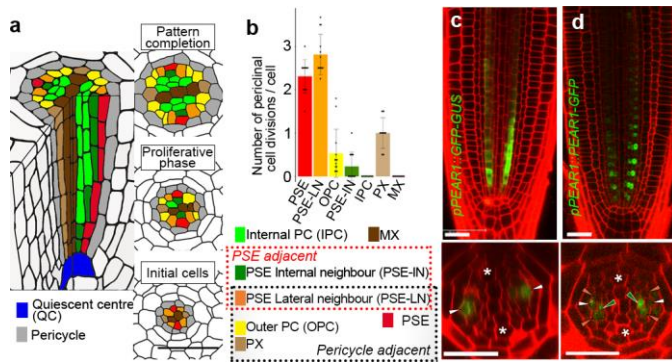 a
Pattern
completion
Proliferative
phase
Initial cells
Quiescent centre
(QC)
Pericycle
b
Number of periclinal
cell divisions / cell
3
2
1
0
PSE
PSE-LN
OPC
PSE-IN
IPC
PX
MX
Internal PC (IPC)
MX
PSE adjacent
PSE Internal neighbour (PSE-IN)
PSE Lateral neighbour (PSE-LN)
Outer PC (OPC)
PSE
PX
Pericycle adjacent
c
pPEAR1::GFP-GUS
*
*
d
pPEAR1::PEAR1-GFP
*
*